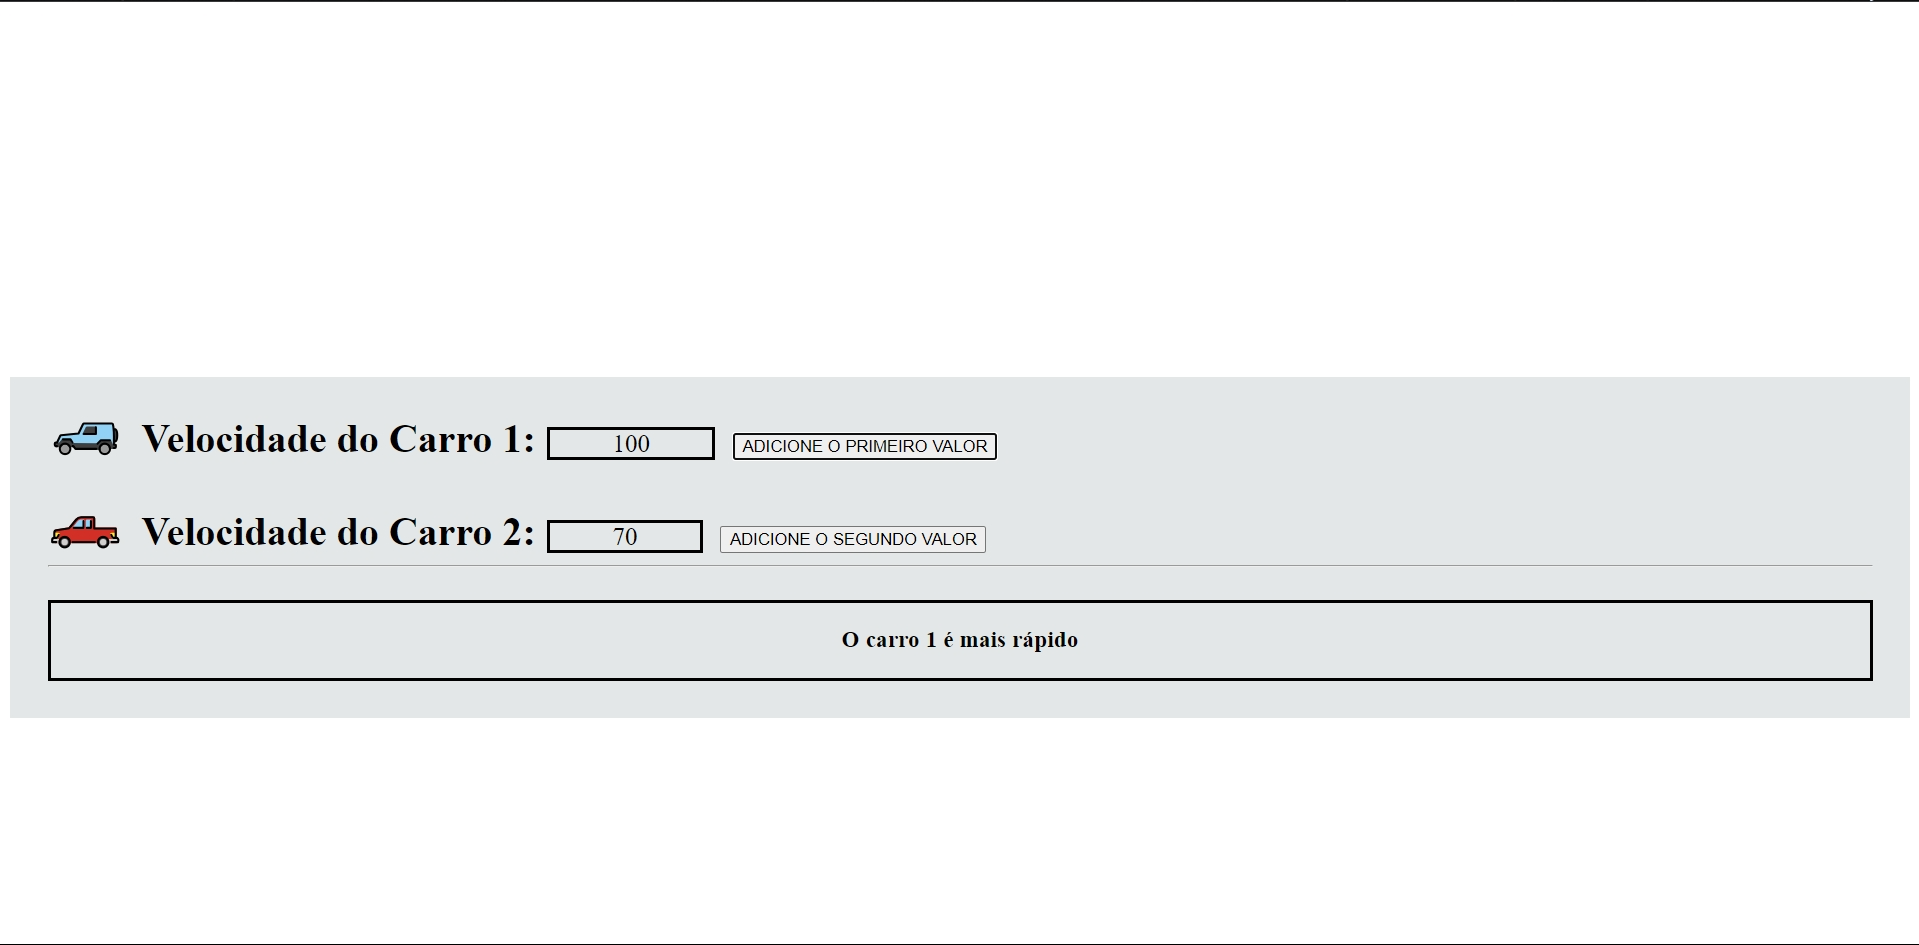 Velocidade do Carro 1: 100 ADICIONE O PRIMEIRO VALOR
Velocidade do Carro 2: 70 ADICIONE O SEGUNDO VALOR
O carro 1 é mais rápido